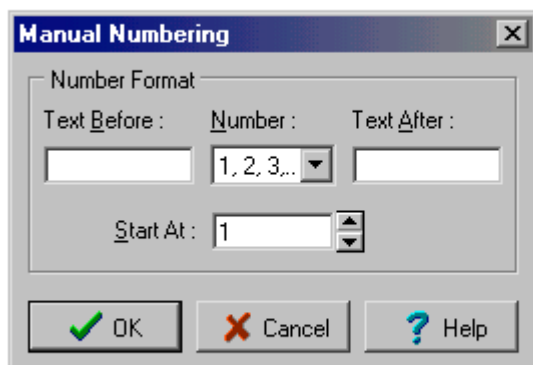 Manual Numbering
Number Format
Text Before : Number : Text After :
1, 2, 3,..
Start At : 1
OK Cancel Help